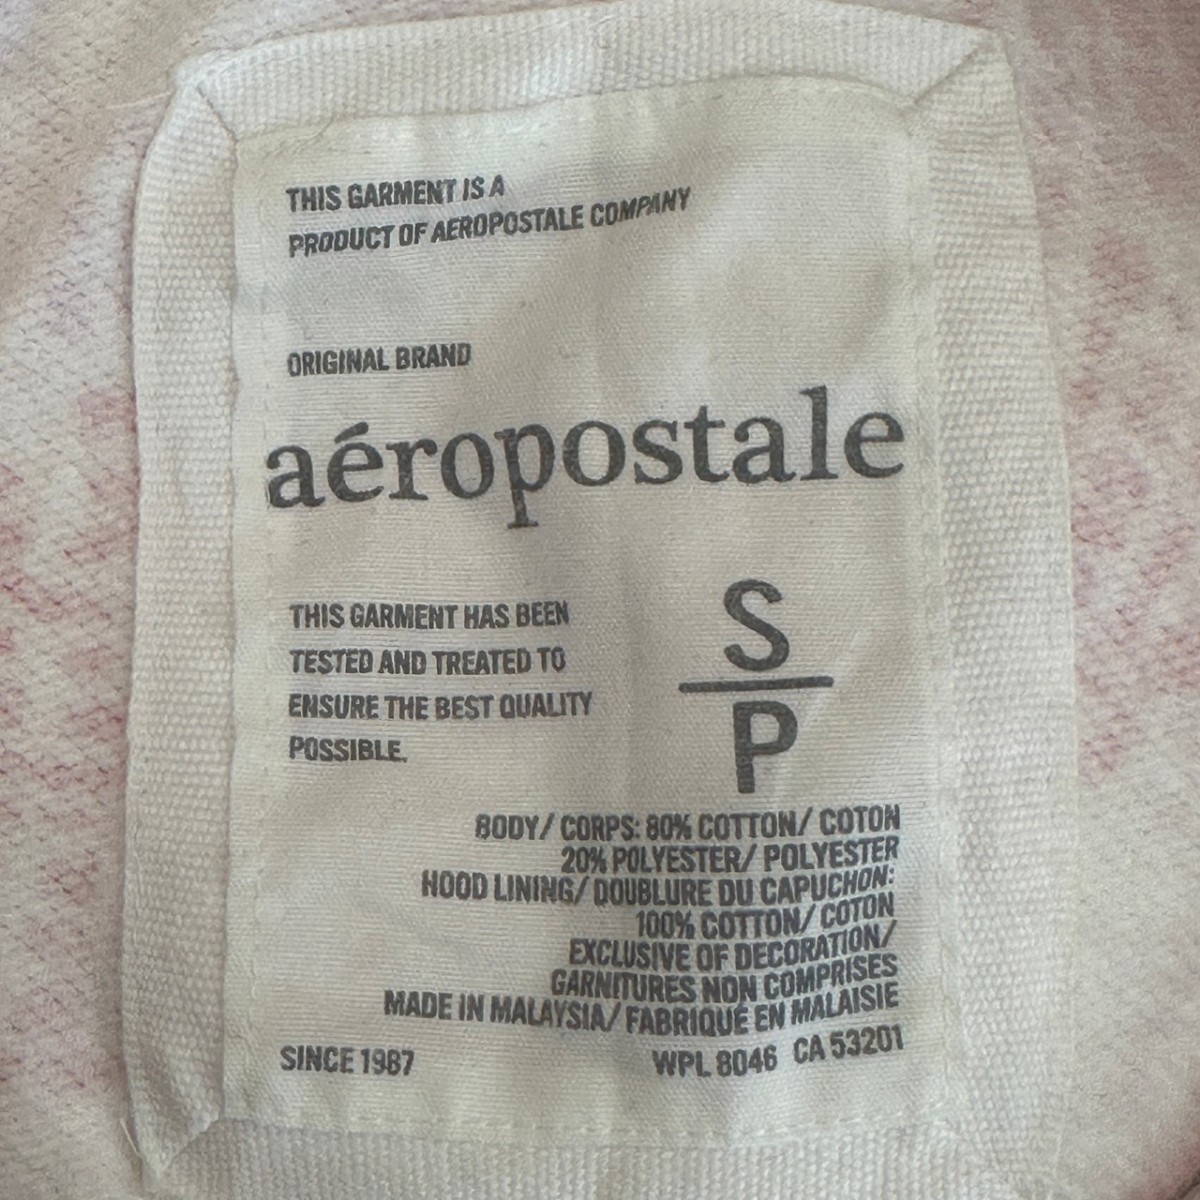 THIS GARMENT IS A
PRODUCT OF AEROPOSTALE COMPANY
ORIGINAL BRAND
aéropostale
THIS GARMENT HAS BEEN
TESTED AND TREATED TO
ENSURE THE BEST QUALITY
POSSIBLE.
S
P
BODY/ CORPS: 80% COTTON/ COTON
20% POLYESTER/ POLYESTER
HOOD LINING/ DOUBLURE DU CAPUCHON:
100% COTTON/ COTON
EXCLUSIVE OF DECORATION/
GARNITURES NON COMPRISES
MADE IN MALAYSIA/ FABRIQUÉ EN MALAISIE
SINCE 1987 WPL 8046 CA 53201